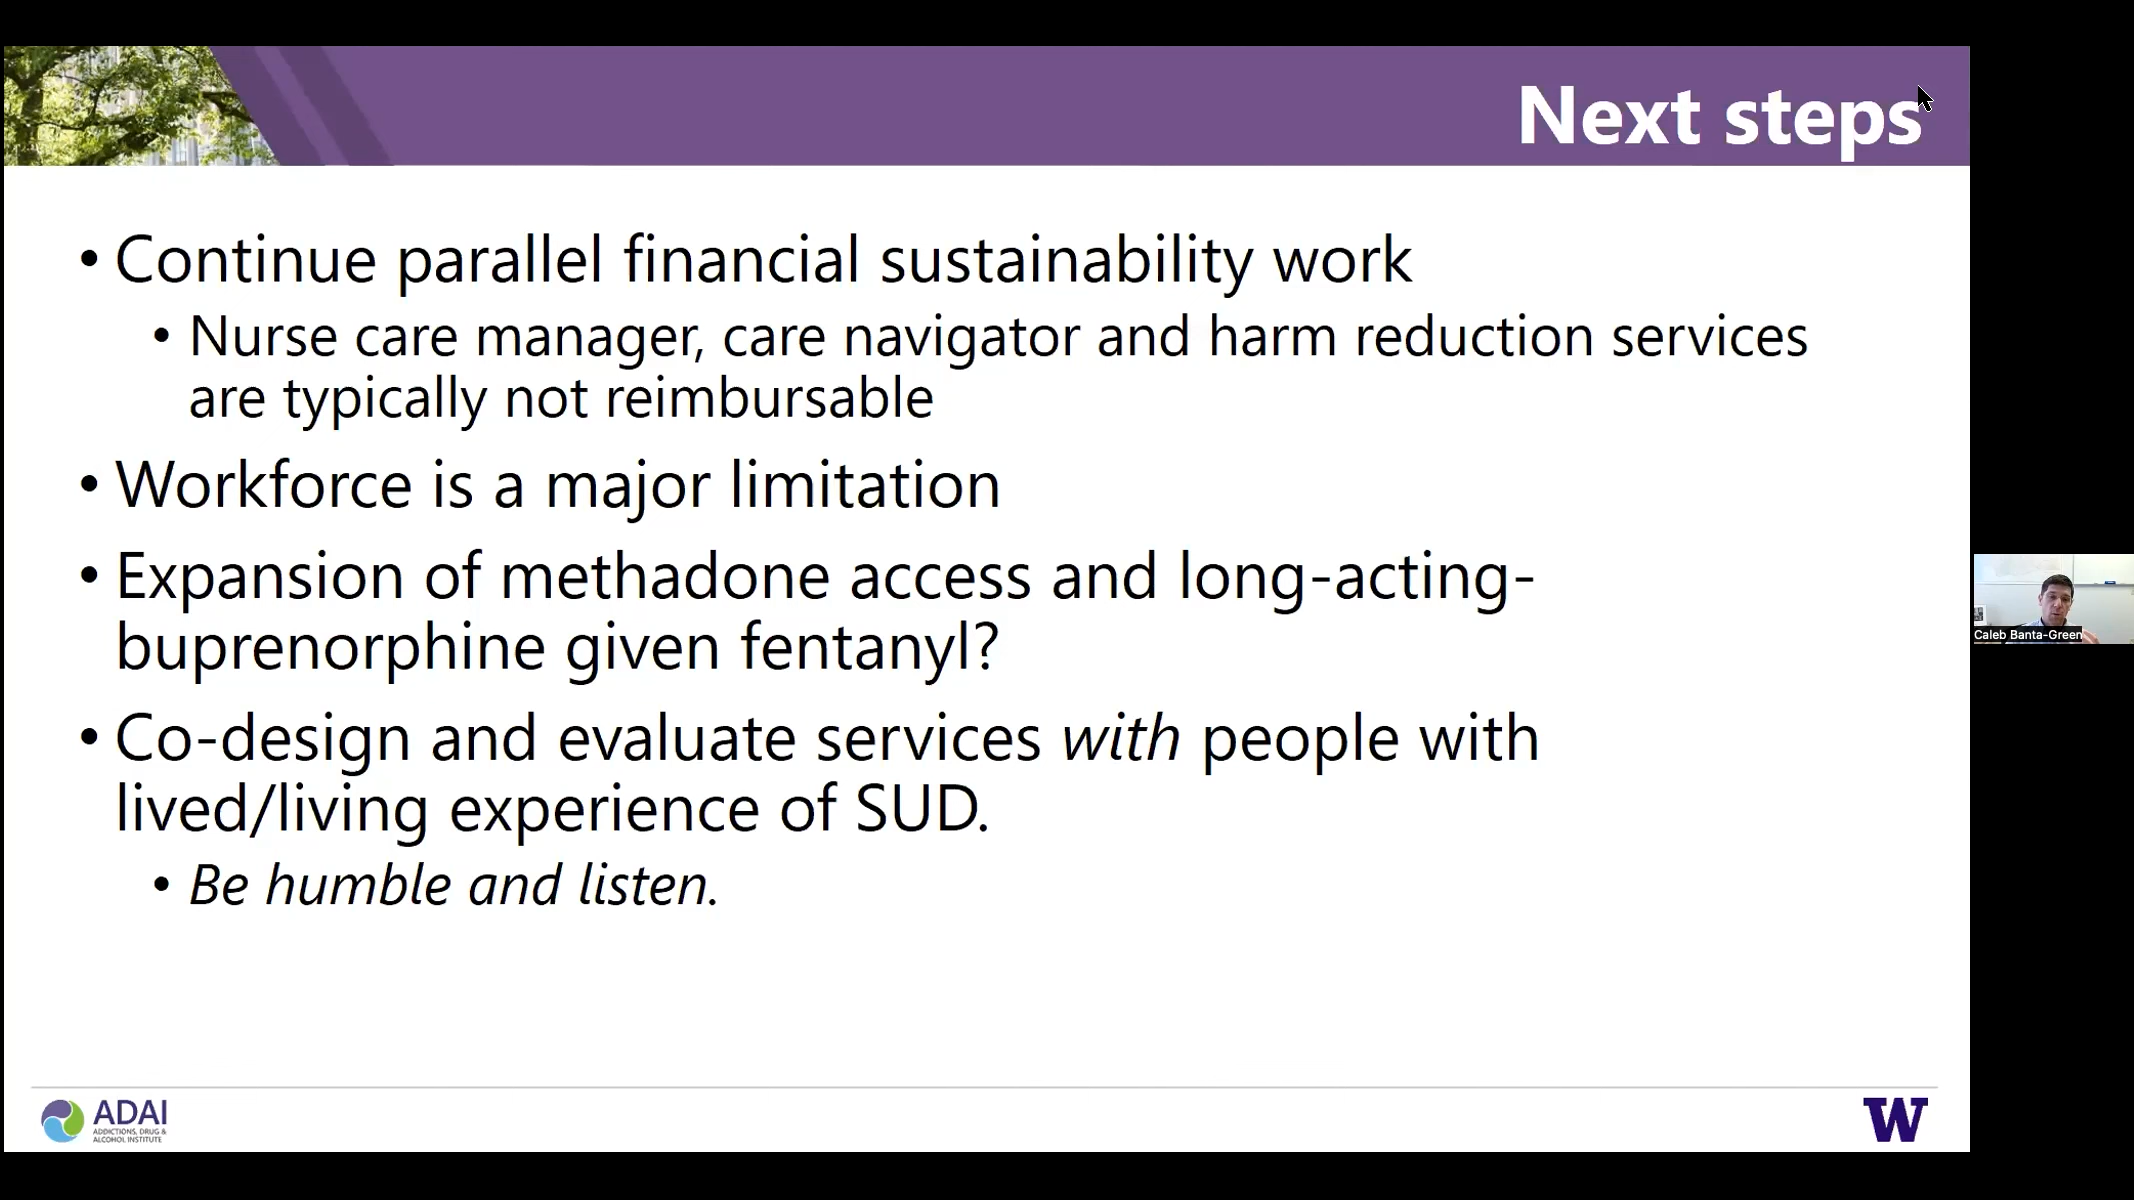 Next steps
• Continue parallel financial sustainability work
• Nurse care manager, care navigator and harm reduction services
are typically not reimbursable
• Workforce is a major limitation
• Expansion of methadone access and long-acting-
buprenorphine given fentanyl?
• Co-design and evaluate services with people with
lived/living experience of SUD.
• Be humble and listen.
Caleb Banta-Green
ADAI
ADDICTIONS, DRUG &
ALCOHOL INSTITUTE
W